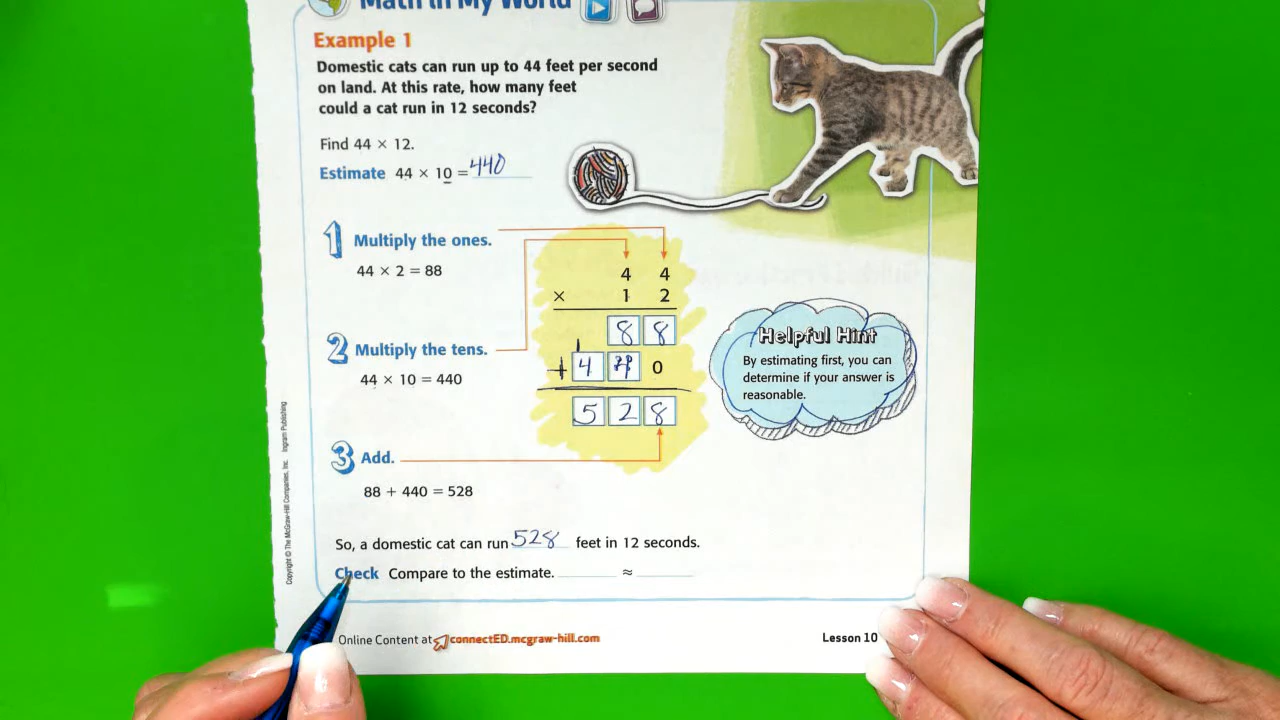 Math in My World
Example 1
Domestic cats can run up to 44 feet per second
on land. At this rate, how many feet
could a cat run in 12 seconds?
Find 44 × 12.
Estimate 44 × 10 = 440
1 Multiply the ones.
44 × 2 = 88
4 4
× 1 2
8 8
1
+ 4 4 0
5 2 8
2 Multiply the tens.
44 × 10 = 440
Helpful Hint
By estimating first, you can
determine if your answer is
reasonable.
3 Add.
88 + 440 = 528
So, a domestic cat can run 528 feet in 12 seconds.
Check Compare to the estimate. ______ ≈ ______
Online Content at connectED.mcgraw-hill.com
Lesson 10
Copyright © The McGraw-Hill Companies, Inc. Ingram Publishing